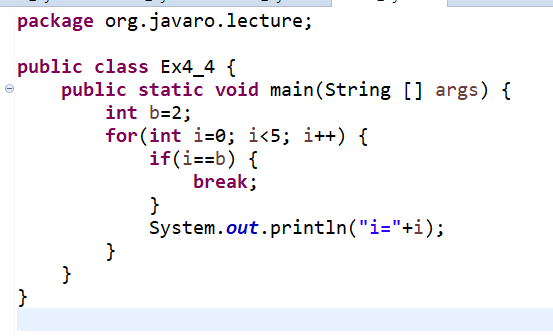 package org.javaro.lecture;
public class Ex4_4 {
public static void main(String [] args) {
int b=2;
for(int i=0; i<5; i++) {
if(i==b) {
break;
}
System.out.println("i="+i);
}
}
}